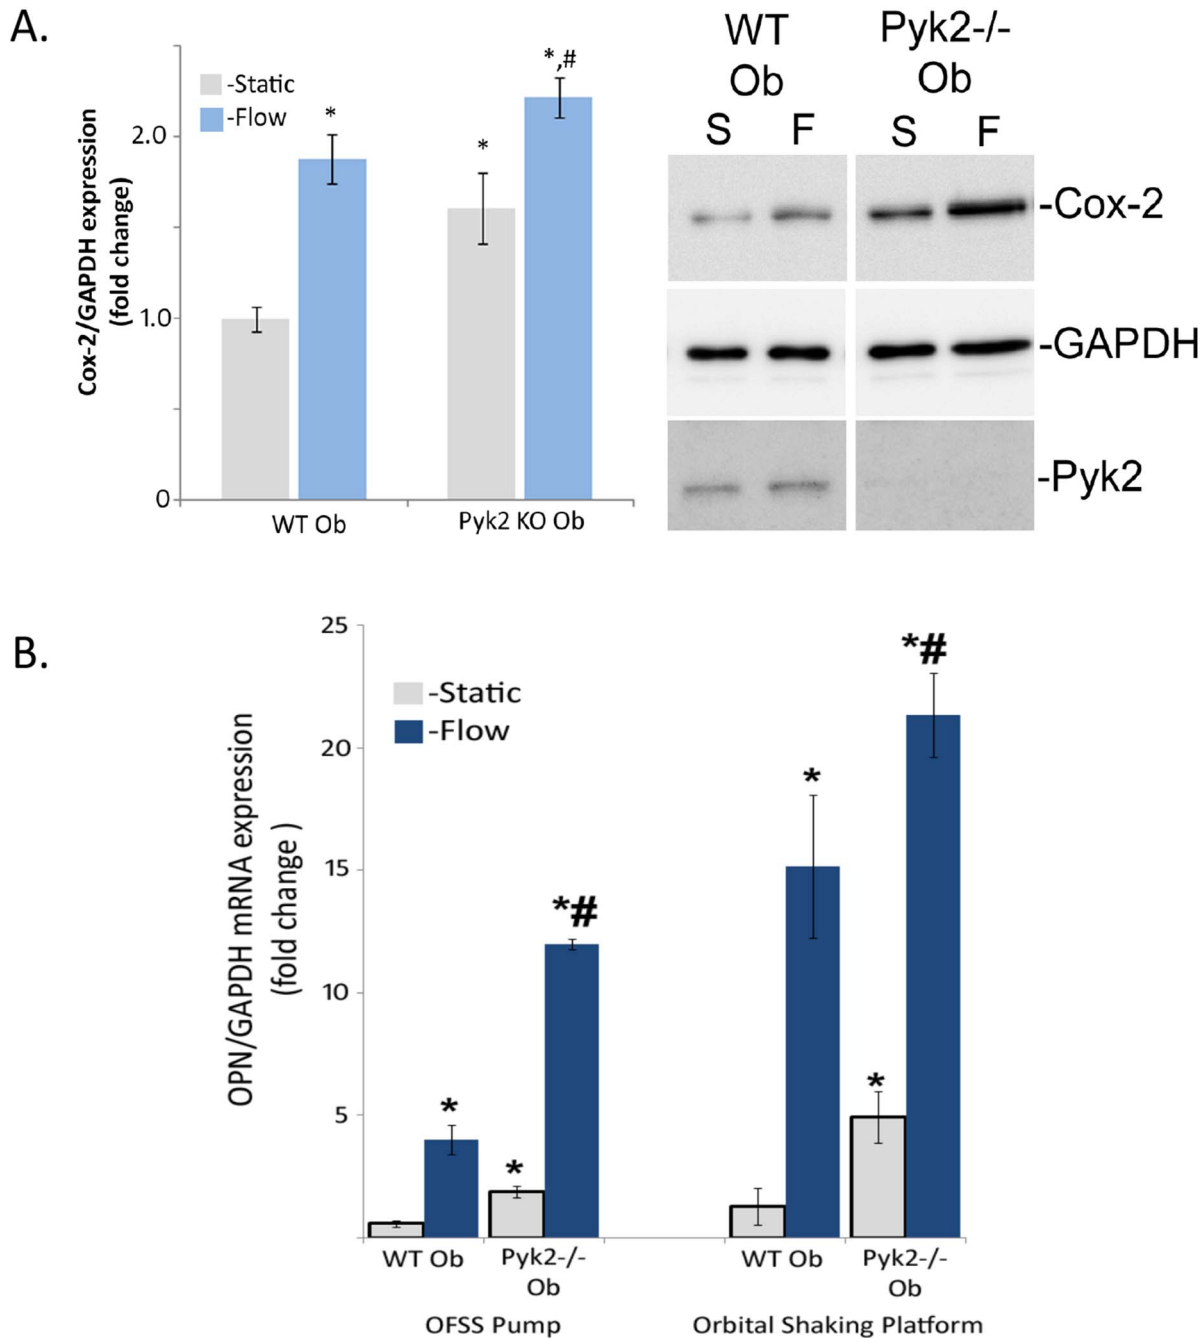 A.
Cox-2/GAPDH expression
(fold change)
2.0
1.0
0
-Static
-Flow
*
*
*,#
WT Ob
Pyk2 KO Ob
WT
Ob
Pyk2-/-
Ob
S
F
S
F
-Cox-2
-GAPDH
-Pyk2
B.
OPN/GAPDH mRNA expression
(fold change )
25
20
15
10
5
-Static
-Flow
*
*
*#
*
*
*#
WT Ob
Pyk2-/-
Ob
WT Ob
Pyk2-/-
Ob
OFSS Pump
Orbital Shaking Platform